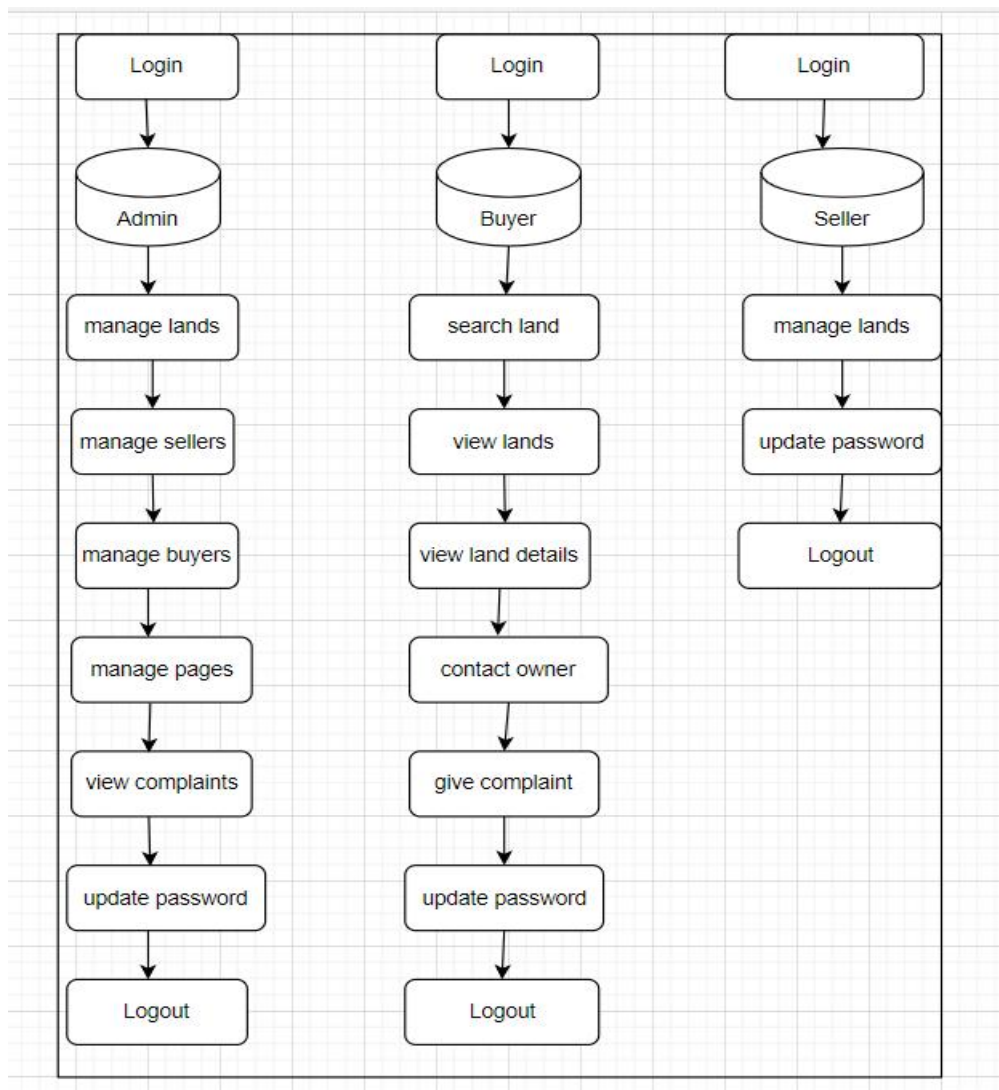 Login
Login
Login
Admin
Buyer
Seller
manage lands
search land
manage lands
manage sellers
view lands
update password
manage buyers
view land details
Logout
manage pages
contact owner
view complaints
give complaint
update password
update password
Logout
Logout